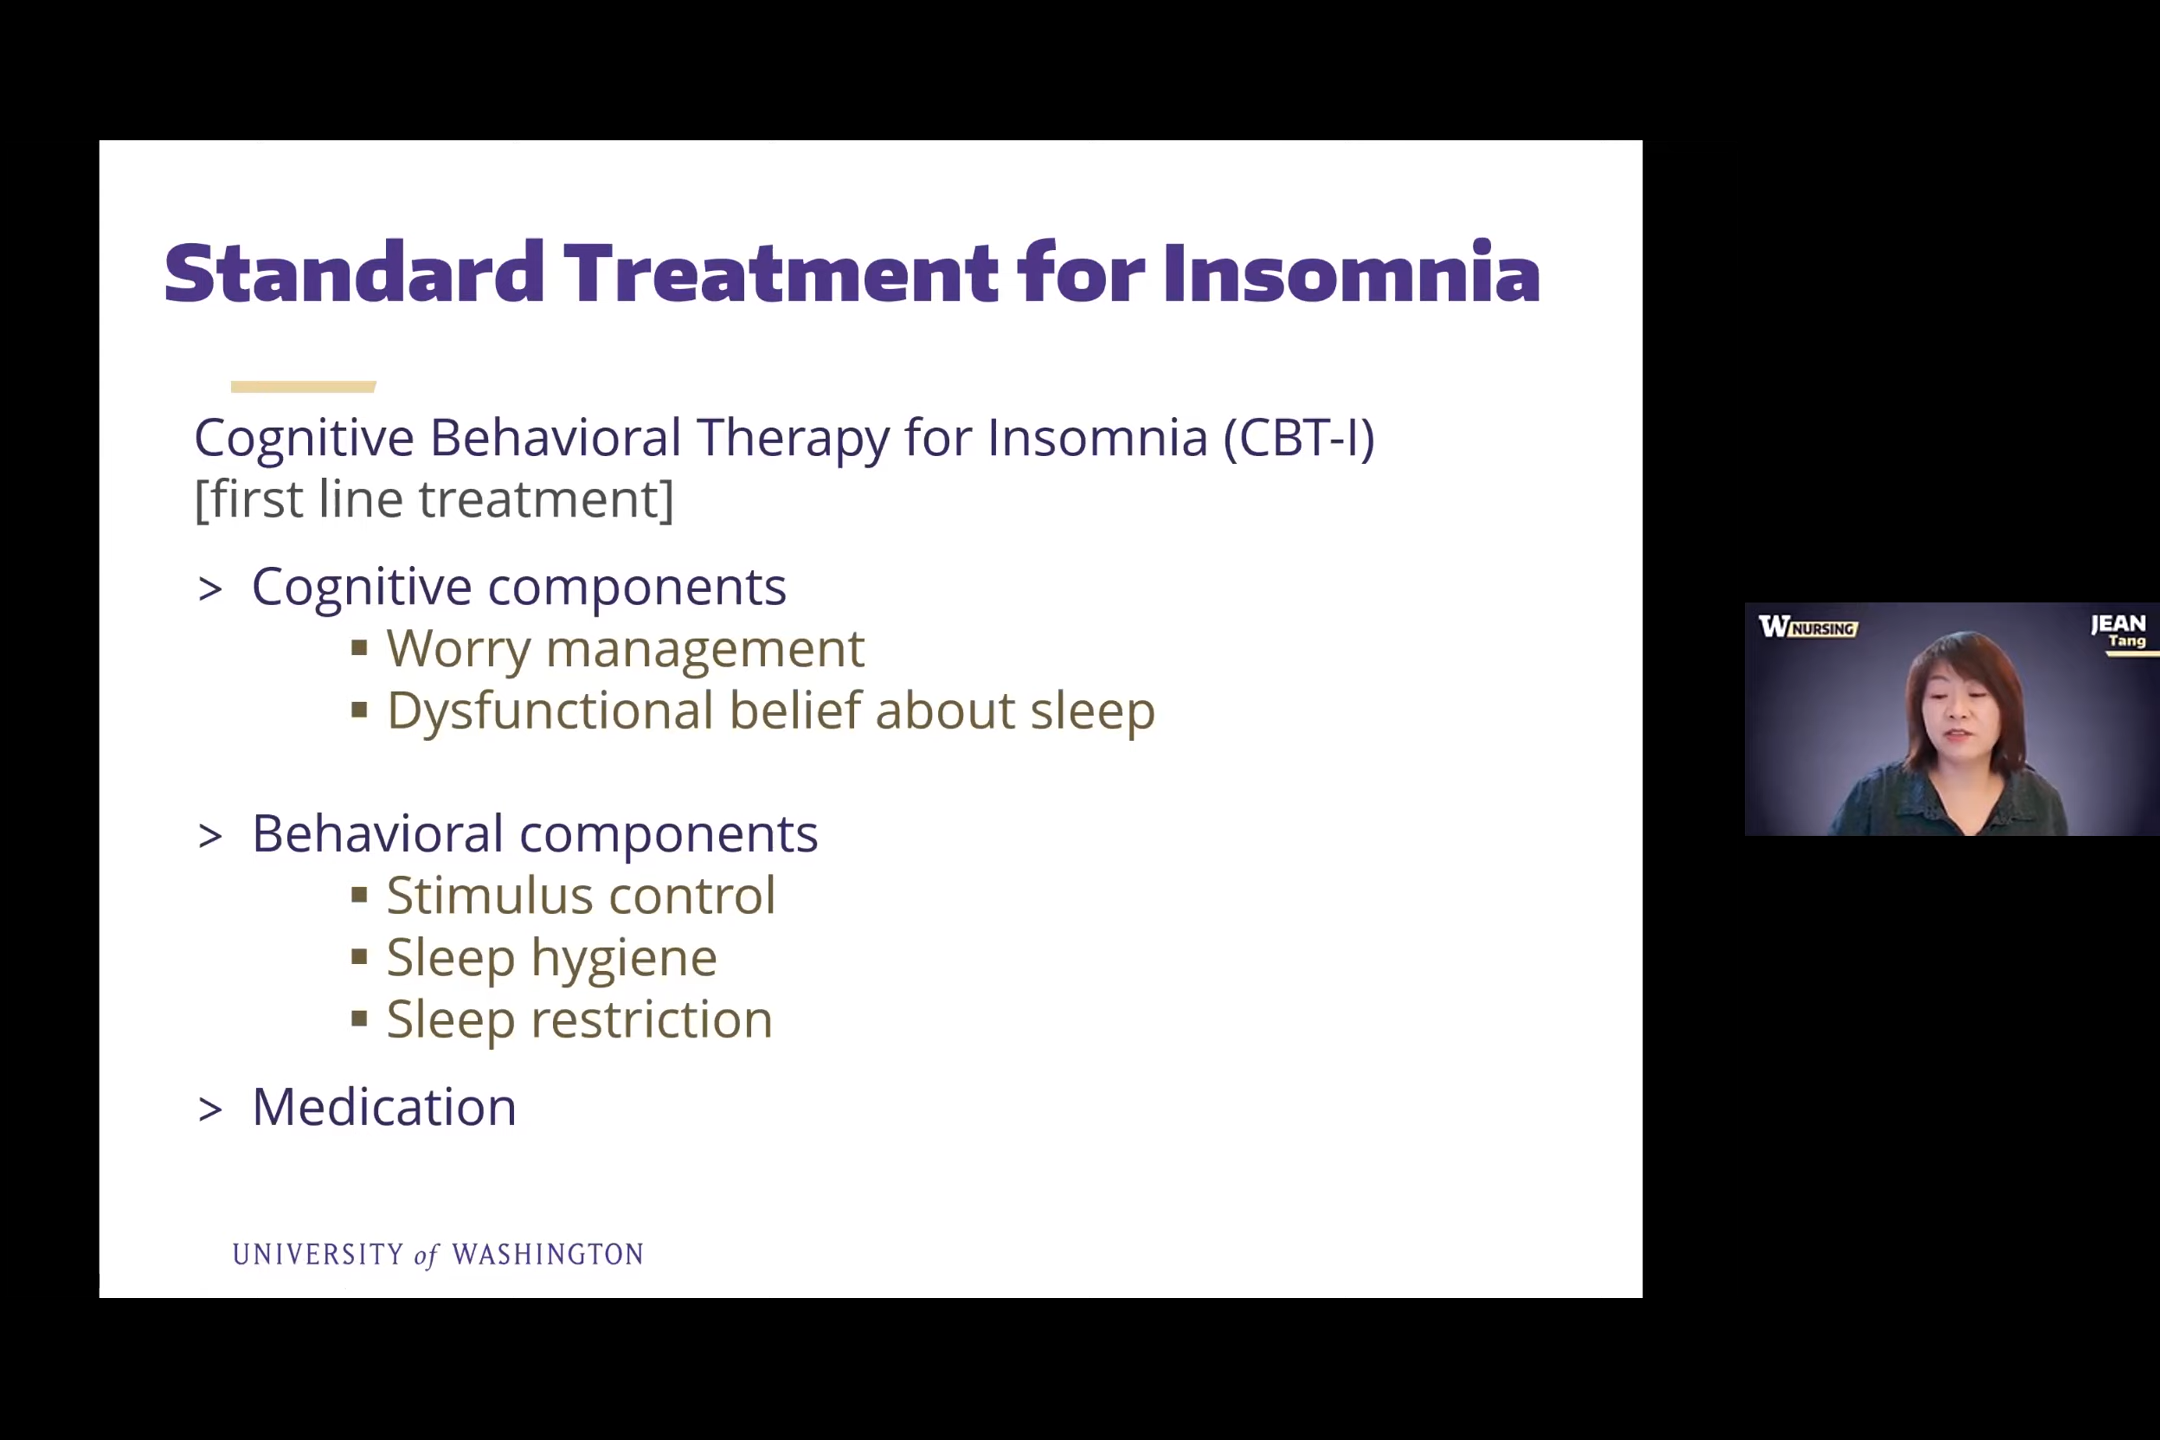 Standard Treatment for Insomnia
Cognitive Behavioral Therapy for Insomnia (CBT-I)
[first line treatment]
> Cognitive components
▪ Worry management
▪ Dysfunctional belief about sleep
> Behavioral components
▪ Stimulus control
▪ Sleep hygiene
▪ Sleep restriction
> Medication
UNIVERSITY of WASHINGTON
W NURSING
JEAN
Tang